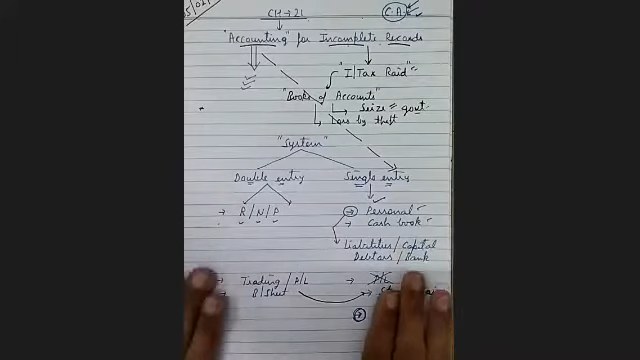 CH → 21
C.A.
"Accounting" for Incomplete Records
"I/Tax Raid"
"Books of Accounts"
→ Seize = govt.
→ Loss by theft
"System"
Double entry Single entry
→ R / N / P → Personal
→ Cash book
Liabilities / Capital
Debtors / Bank
→ Trading / P/L → P/L
→ B/Sheet